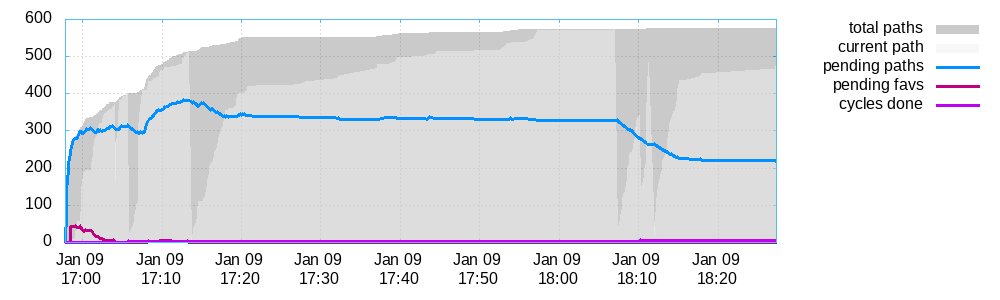 600
500
400
300
200
100
0
Jan 09 Jan 09 Jan 09 Jan 09 Jan 09 Jan 09 Jan 09 Jan 09 Jan 09
17:00 17:10 17:20 17:30 17:40 17:50 18:00 18:10 18:20
total paths
current path
pending paths
pending favs
cycles done